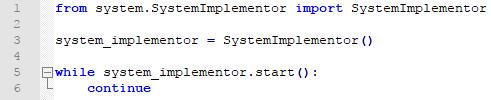 1 from system.SystemImplementor import SystemImplementor
2
3 system_implementor = SystemImplementor()
4
5 while system_implementor.start():
6     continue